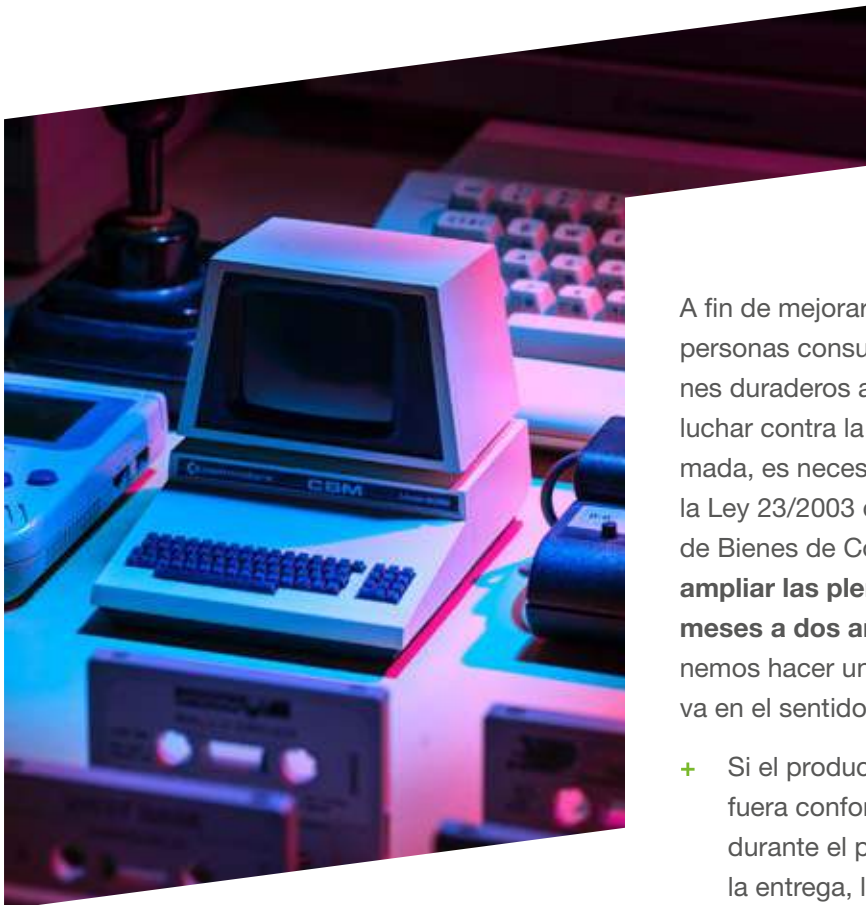 commodore
CBM
A fin de mejorar
personas consu
nes duraderos a
luchar contra la
mada, es neces
la Ley 23/2003 d
de Bienes de Co
ampliar las ple
meses a dos a
nemos hacer un
va en el sentido
+ Si el produc
fuera confor
durante el p
la entrega, l